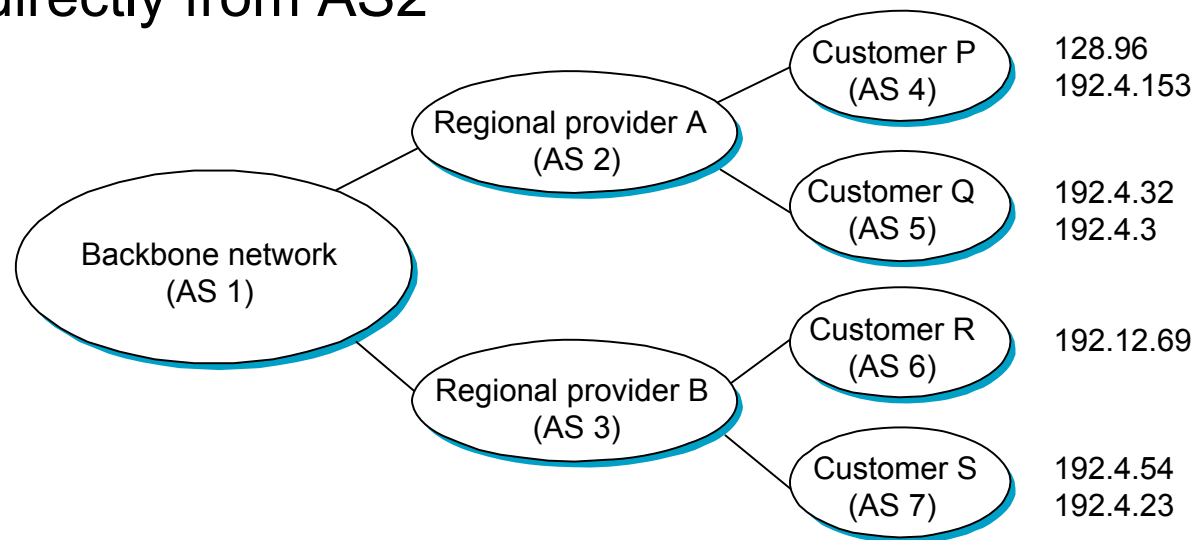 directly from AS2
Customer P
(AS 4)
128.96
192.4.153
Regional provider A
(AS 2)
Customer Q
(AS 5)
192.4.32
192.4.3
Backbone network
(AS 1)
Customer R
(AS 6)
192.12.69
Regional provider B
(AS 3)
Customer S
(AS 7)
192.4.54
192.4.23